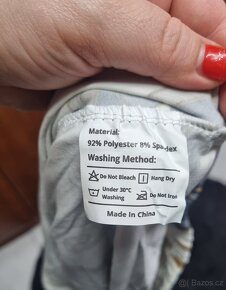 Material:
92% Polyester 8% Spandex
Washing Method:
Do Not Bleach Hang Dry
Under 30°C Do Not Iron
Washing
Made In China
Bazoš.cz